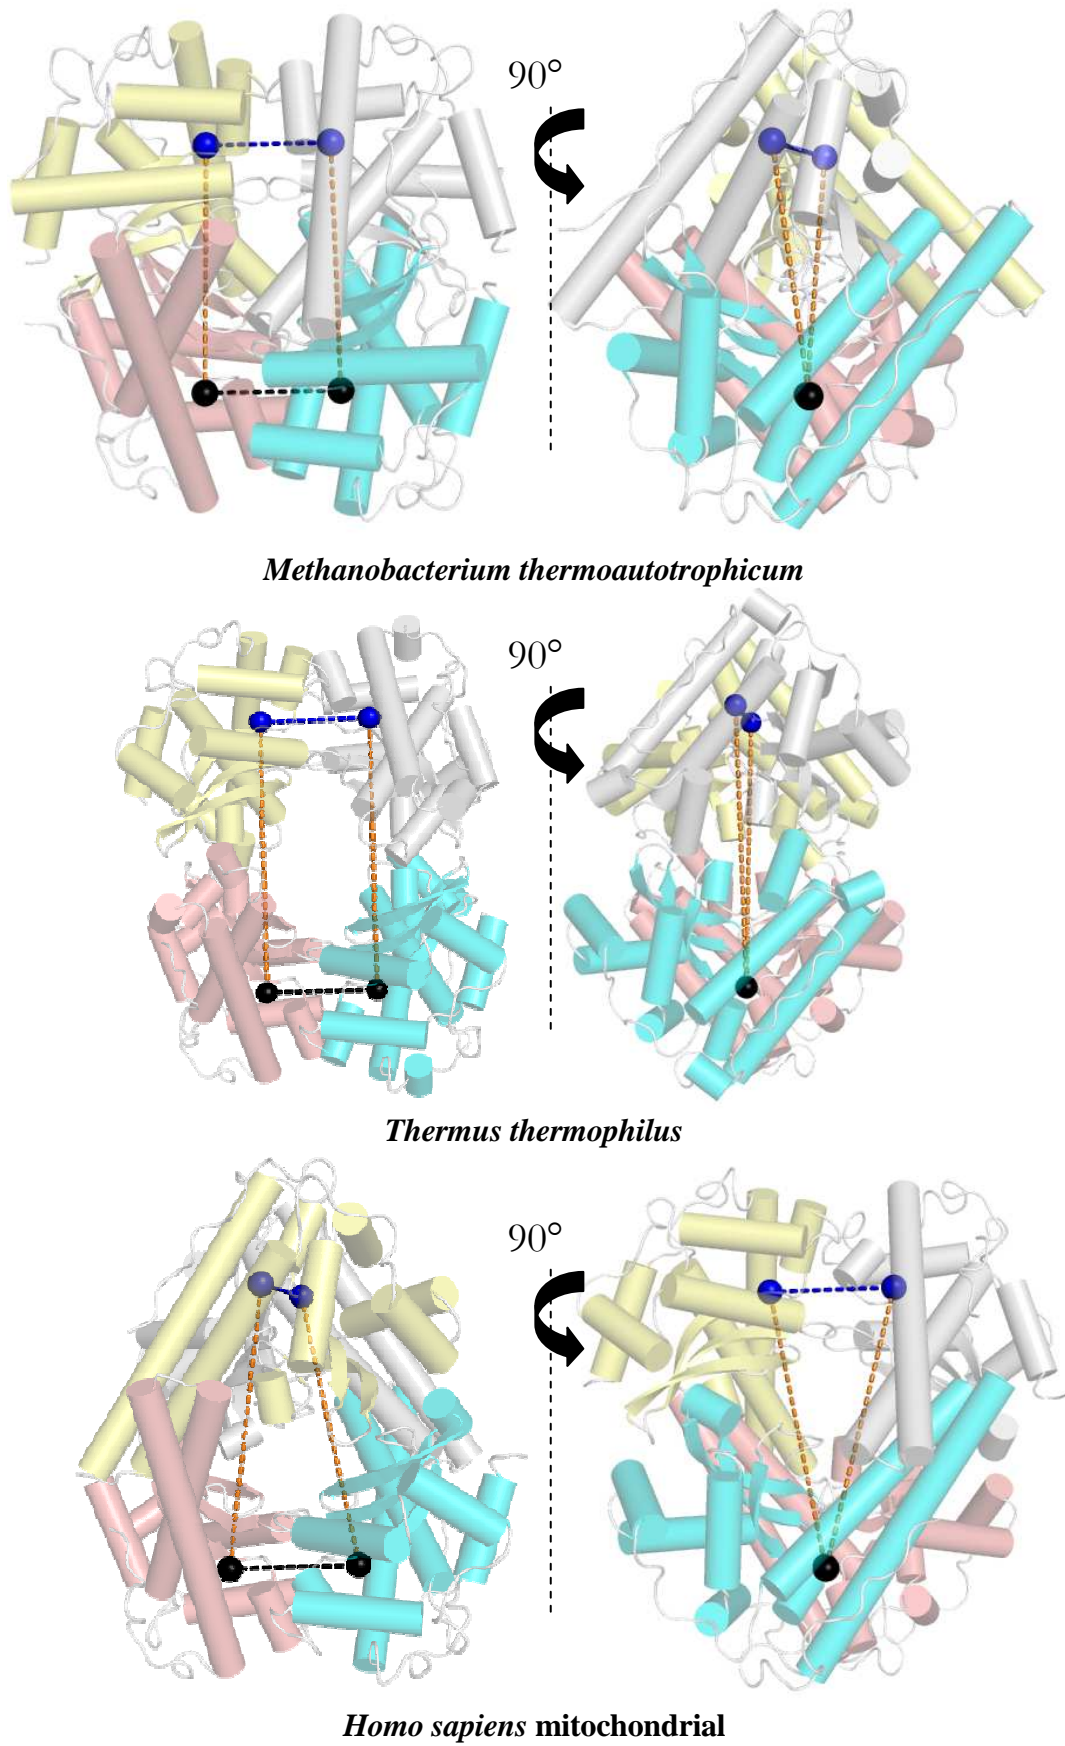 90°
Methanobacterium thermoautotrophicum
90°
Thermus thermophilus
90°
Homo sapiens mitochondrial